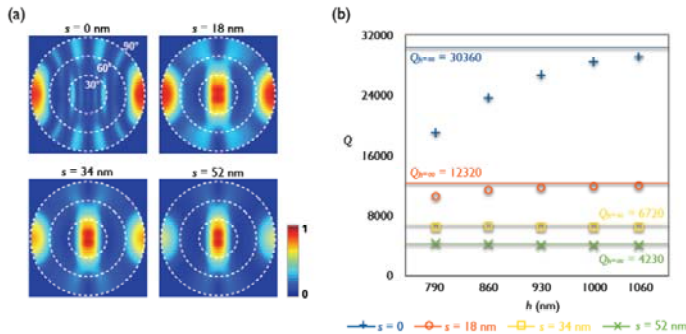 (a)
s = 0 nm
s = 18 nm
90°
60°
30°
s = 34 nm
s = 52 nm
1
0
(b)
32000
24000
16000
8000
0
Q
Qh=∞ = 30360
Qh=∞ = 12320
Qh=∞ = 6720
Qh=∞ = 4230
790 860 930 1000 1060
h (nm)
s = 0 s = 18 nm s = 34 nm s = 52 nm